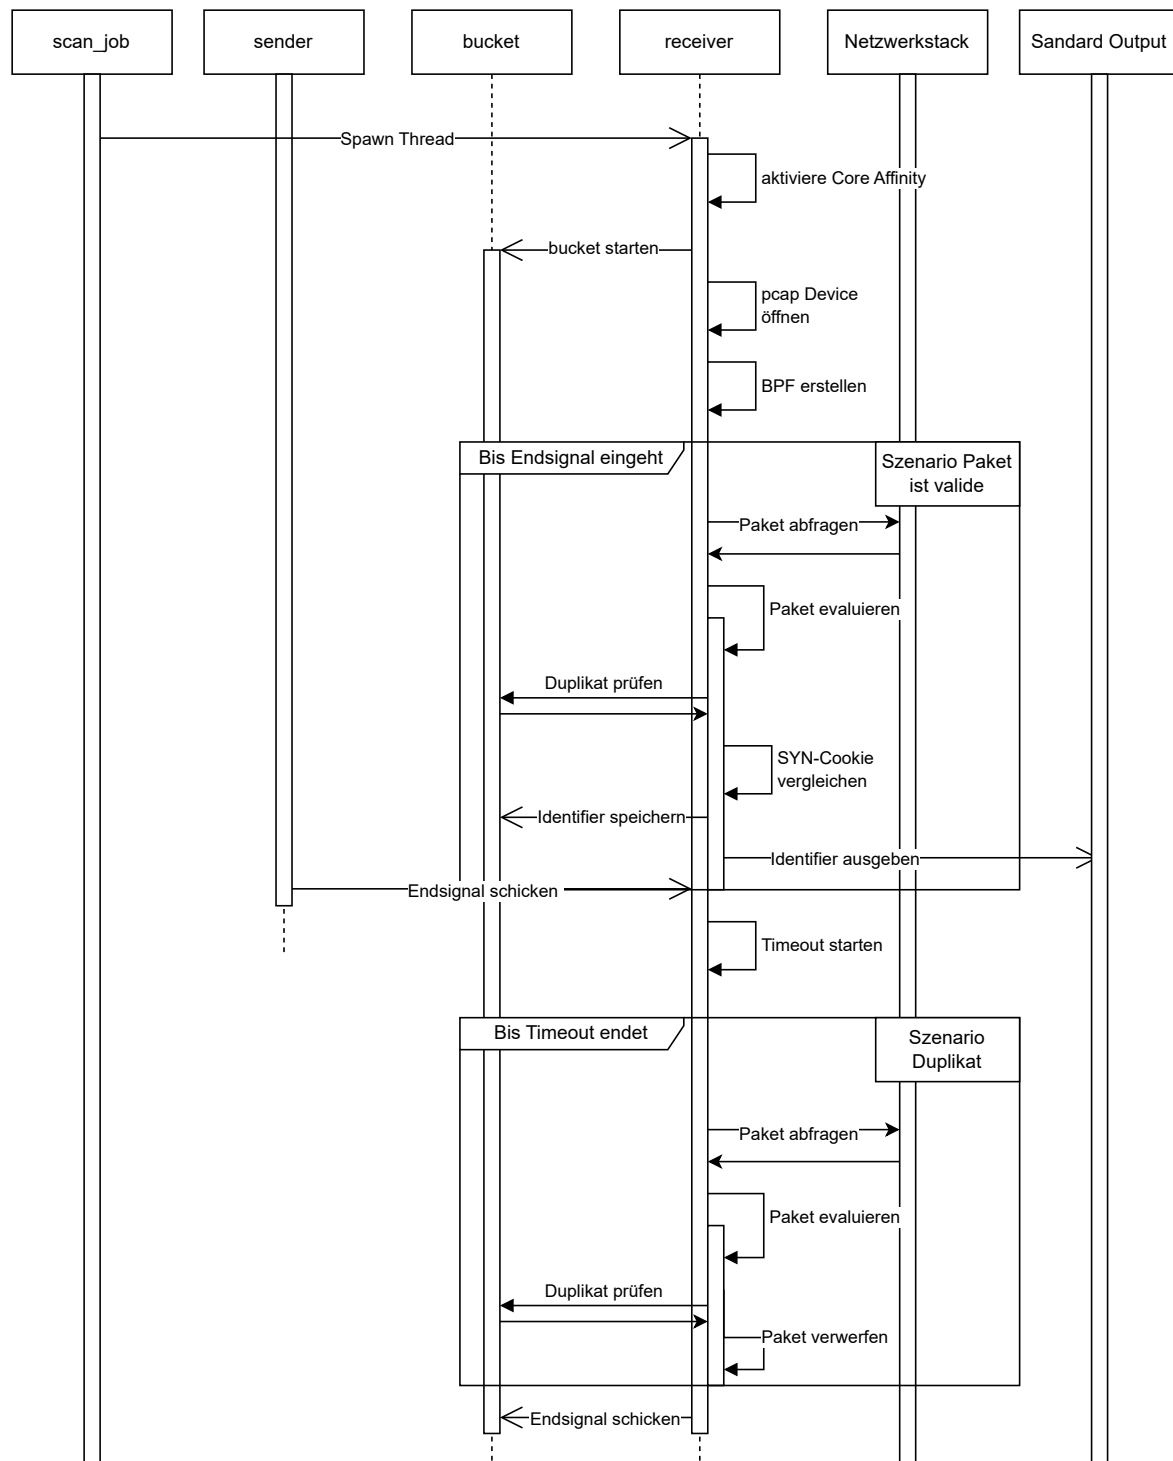 scan_job
sender
bucket
receiver
Netzwerkstack
Sandard Output
Spawn Thread
aktiviere Core Affinity
bucket starten
pcap Device
öffnen
BPF erstellen
Bis Endsignal eingeht
Szenario Paket
ist valide
Paket abfragen
Paket evaluieren
Duplikat prüfen
SYN-Cookie
vergleichen
Identifier speichern
Identifier ausgeben
Endsignal schicken
Timeout starten
Bis Timeout endet
Szenario
Duplikat
Paket abfragen
Paket evaluieren
Duplikat prüfen
Paket verwerfen
Endsignal schicken